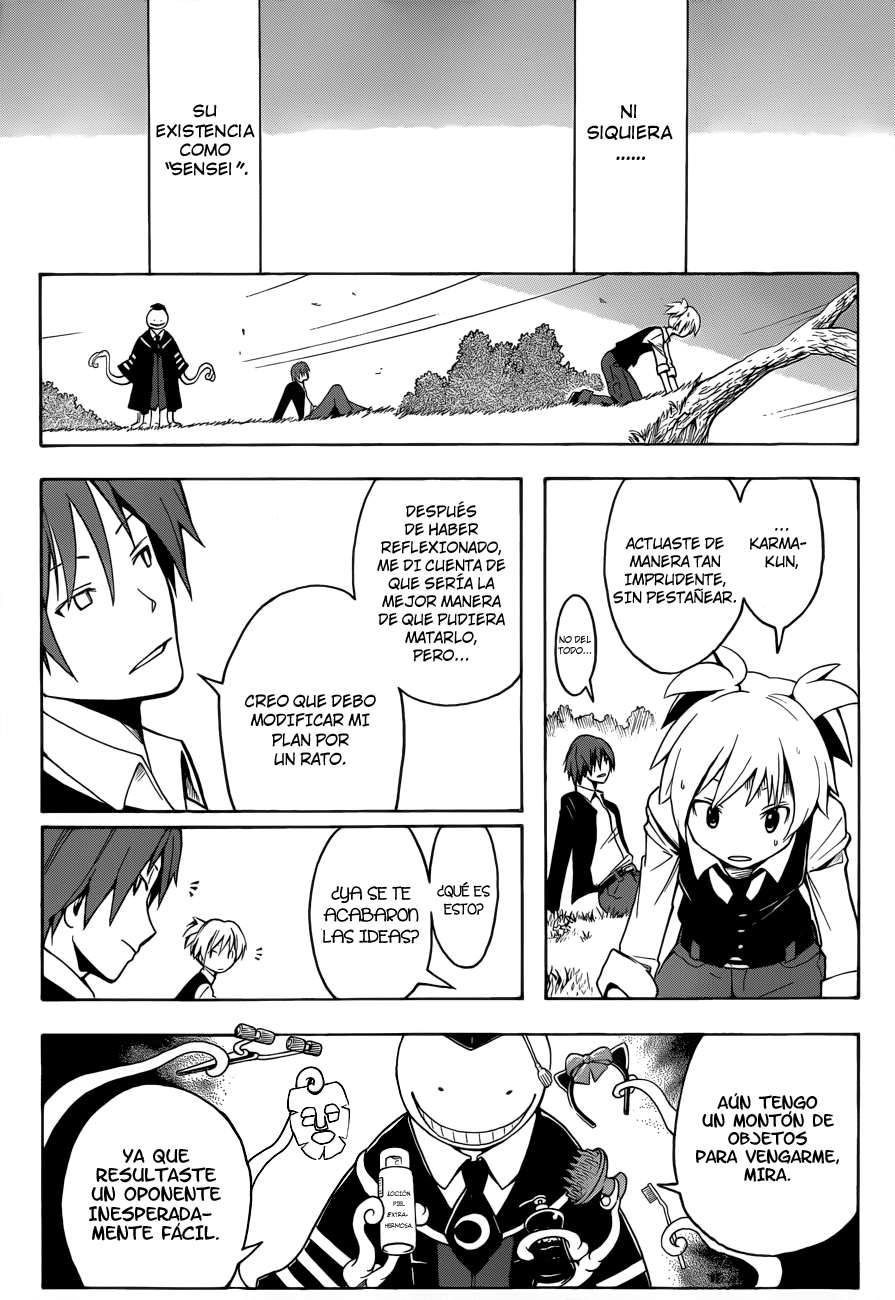 NI
SIQUIERA
......
SU
EXISTENCIA
COMO
"SENSEI".
...
KARMA-
KUN,
ACTUASTE DE
MANERA TAN
IMPRUDENTE,
SIN PESTAÑEAR.
NO DEL
TODO...
DESPUÉS
DE HABER
REFLEXIONADO,
ME DI CUENTA DE
QUE SERÍA LA
MEJOR MANERA
DE QUE PUDIERA
MATARLO,
PERO...
CREO QUE DEBO
MODIFICAR MI
PLAN POR
UN RATO.
¿QUÉ ES
ESTO?
¿YA SE TE
ACABARON
LAS IDEAS?
AÚN TENGO
UN MONTÓN DE
OBJETOS
PARA VENGARME,
MIRA.
LOCIÓN
PIEL
EXTRA-
HERMOSA.
YA QUE
RESULTASTE
UN OPONENTE
INESPERADA-
MENTE FÁCIL.